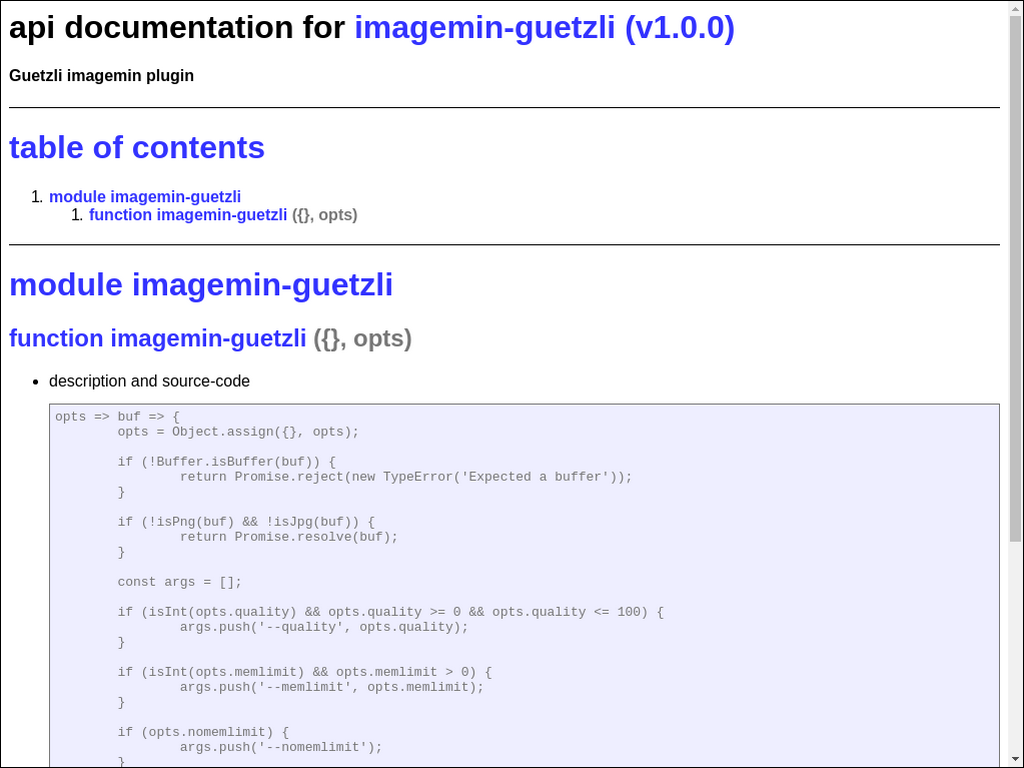 api documentation for imagemin-guetzli (v1.0.0)
Guetzli imagemin plugin
table of contents
1. module imagemin-guetzli
1. function imagemin-guetzli ({}, opts)
module imagemin-guetzli
function imagemin-guetzli ({}, opts)
• description and source-code
opts => buf => {
        opts = Object.assign({}, opts);

        if (!Buffer.isBuffer(buf)) {
                return Promise.reject(new TypeError('Expected a buffer'));
        }

        if (!isPng(buf) && !isJpg(buf)) {
                return Promise.resolve(buf);
        }

        const args = [];

        if (isInt(opts.quality) && opts.quality >= 0 && opts.quality <= 100) {
                args.push('--quality', opts.quality);
        }

        if (isInt(opts.memlimit) && opts.memlimit > 0) {
                args.push('--memlimit', opts.memlimit);
        }

        if (opts.nomemlimit) {
                args.push('--nomemlimit');
        }